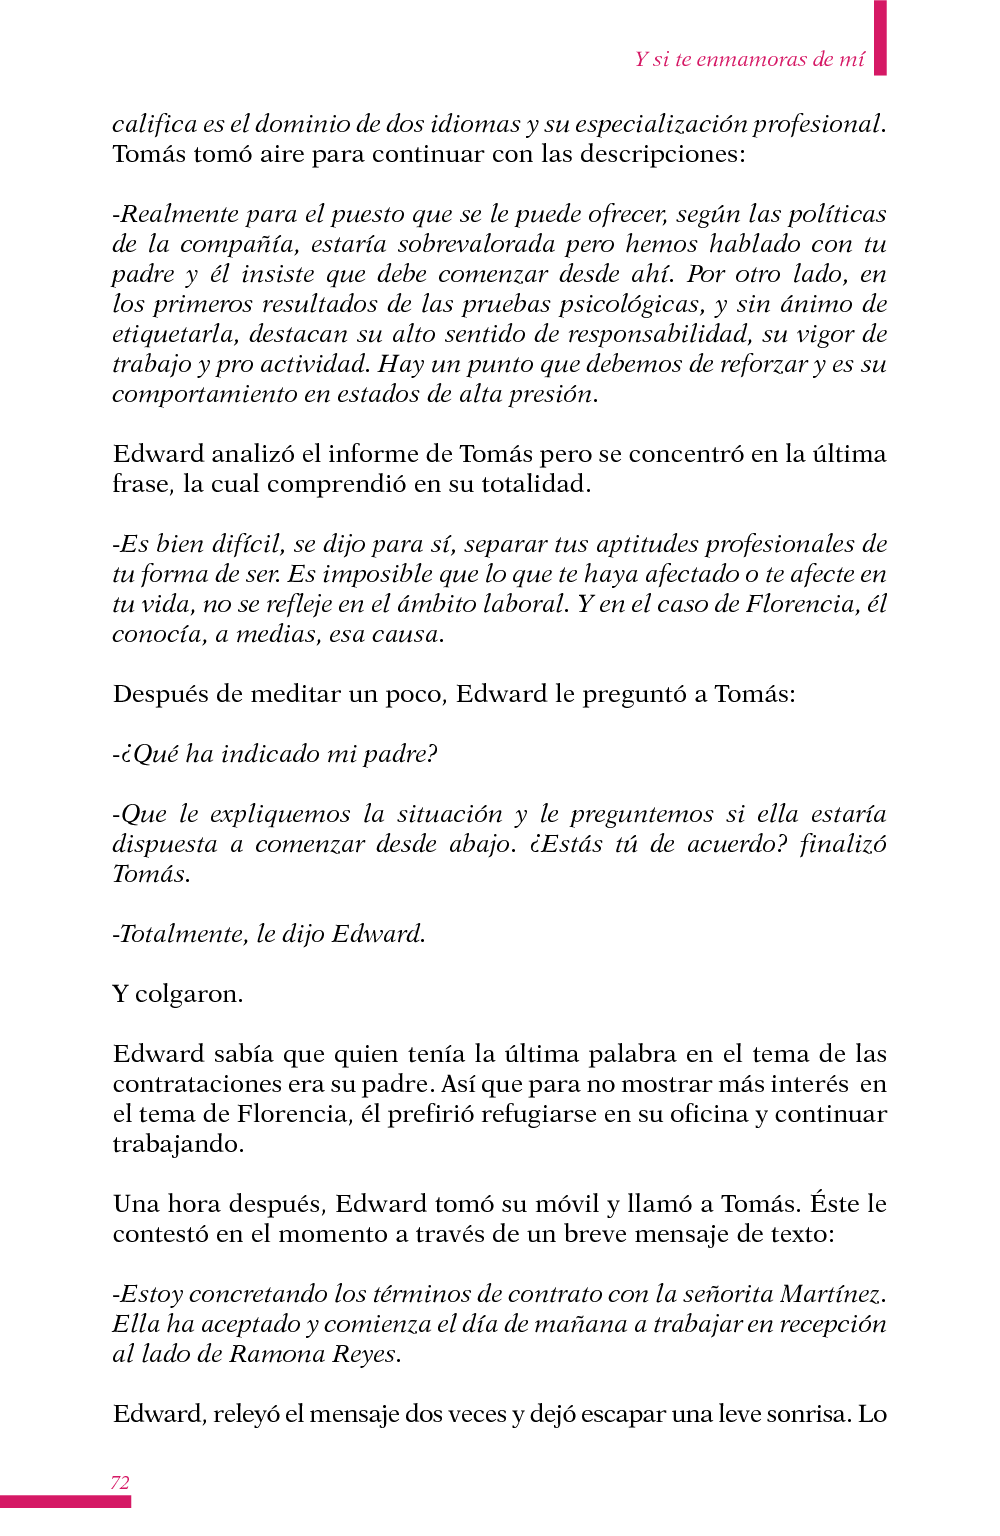 Y si te enmamoras de mí
califica es el dominio de dos idiomas y su especialización profesional.
Tomás tomó aire para continuar con las descripciones:
-Realmente para el puesto que se le puede ofrecer, según las políticas
de la compañía, estaría sobrevalorada pero hemos hablado con tu
padre y él insiste que debe comenzar desde ahí. Por otro lado, en
los primeros resultados de las pruebas psicológicas, y sin ánimo de
etiquetarla, destacan su alto sentido de responsabilidad, su vigor de
trabajo y pro actividad. Hay un punto que debemos de reforzar y es su
comportamiento en estados de alta presión.
Edward analizó el informe de Tomás pero se concentró en la última
frase, la cual comprendió en su totalidad.
-Es bien difícil, se dijo para sí, separar tus aptitudes profesionales de
tu forma de ser. Es imposible que lo que te haya afectado o te afecte en
tu vida, no se refleje en el ámbito laboral. Y en el caso de Florencia, él
conocía, a medias, esa causa.
Después de meditar un poco, Edward le preguntó a Tomás:
-¿Qué ha indicado mi padre?
-Que le expliquemos la situación y le preguntemos si ella estaría
dispuesta a comenzar desde abajo. ¿Estás tú de acuerdo? finalizó
Tomás.
-Totalmente, le dijo Edward.
Y colgaron.
Edward sabía que quien tenía la última palabra en el tema de las
contrataciones era su padre. Así que para no mostrar más interés en
el tema de Florencia, él prefirió refugiarse en su oficina y continuar
trabajando.
Una hora después, Edward tomó su móvil y llamó a Tomás. Éste le
contestó en el momento a través de un breve mensaje de texto:
-Estoy concretando los términos de contrato con la señorita Martínez.
Ella ha aceptado y comienza el día de mañana a trabajar en recepción
al lado de Ramona Reyes.
Edward, releyó el mensaje dos veces y dejó escapar una leve sonrisa. Lo
72